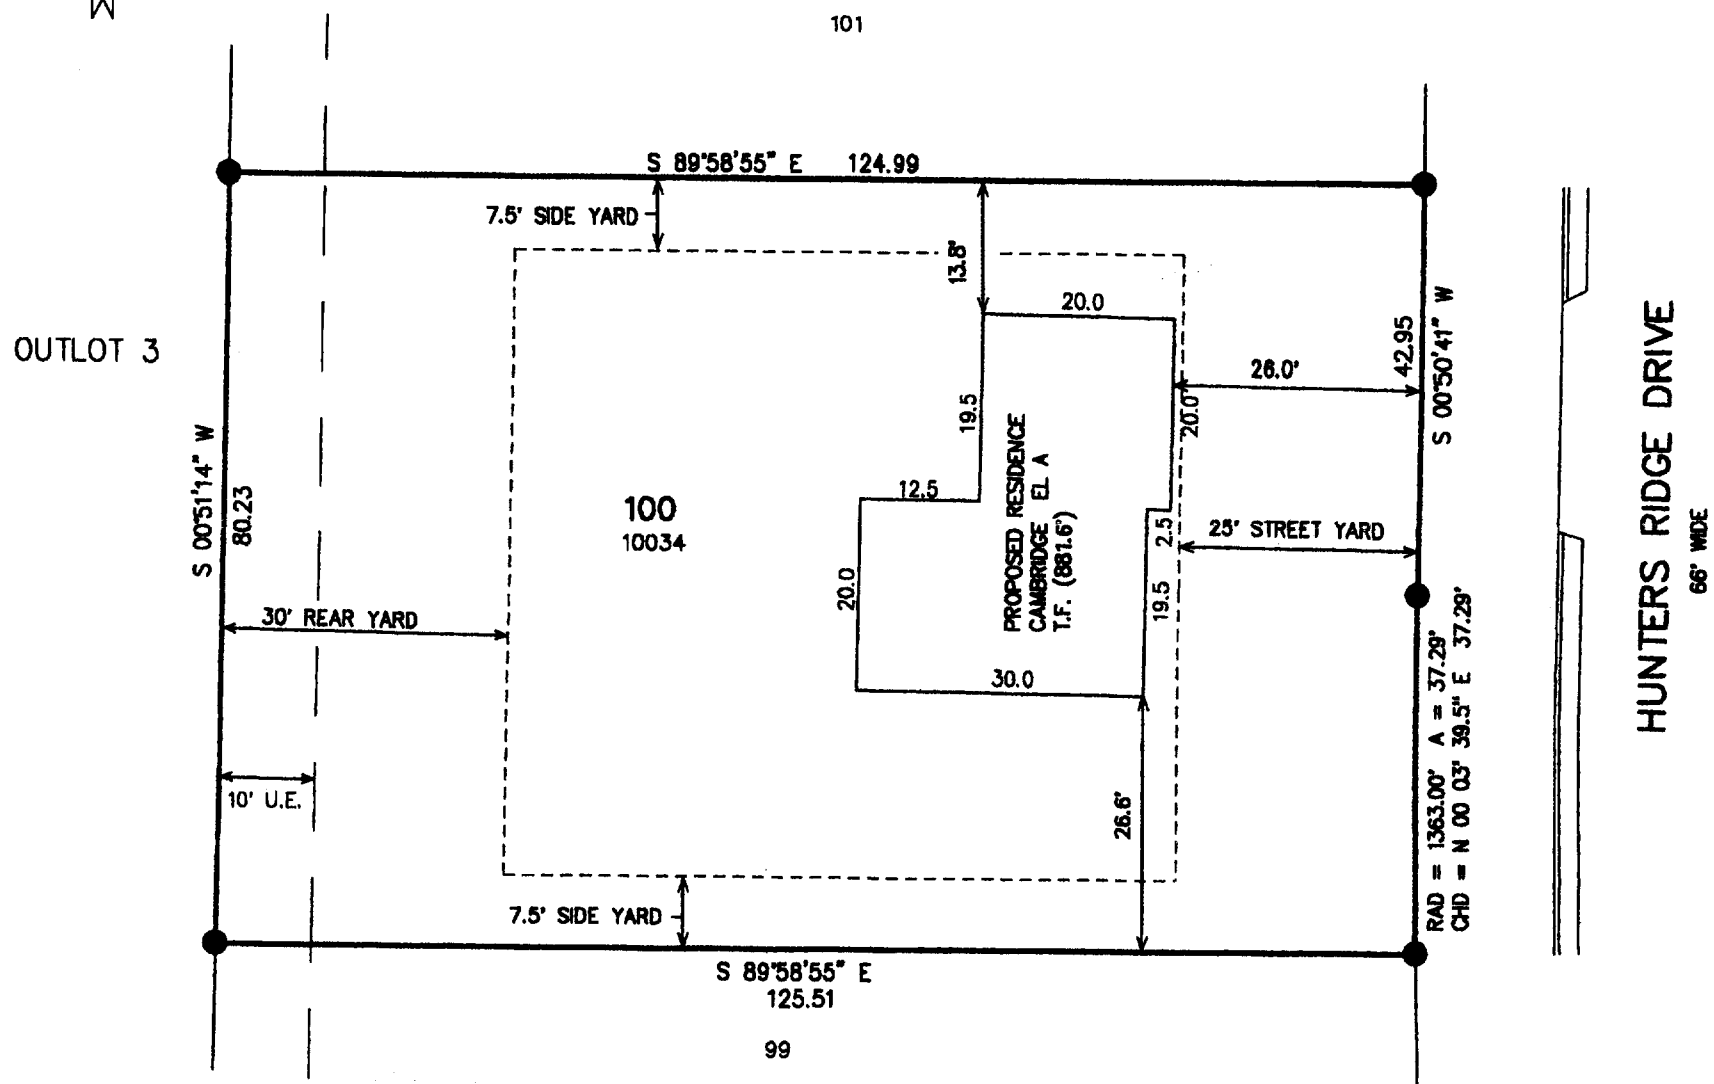 M
101
S 89°58'55" E 124.99
7.5' SIDE YARD
13.8'
20.0
OUTLOT 3
26.0'
42.95
S 00°50'41" W
HUNTERS RIDGE DRIVE
66' WIDE
19.5
20.0'
PROPOSED RESIDENCE
CAMBRIDGE EL A
T.F. (881.6')
S 00°51'14" W
80.23
12.5
100
10034
2.5
25' STREET YARD
20.0
19.5
30' REAR YARD
30.0
RAD = 1363.00' A = 37.29'
CHD = N 00 03' 39.5" E 37.29'
10' U.E.
26.6'
7.5' SIDE YARD
S 89°58'55" E
125.51
99